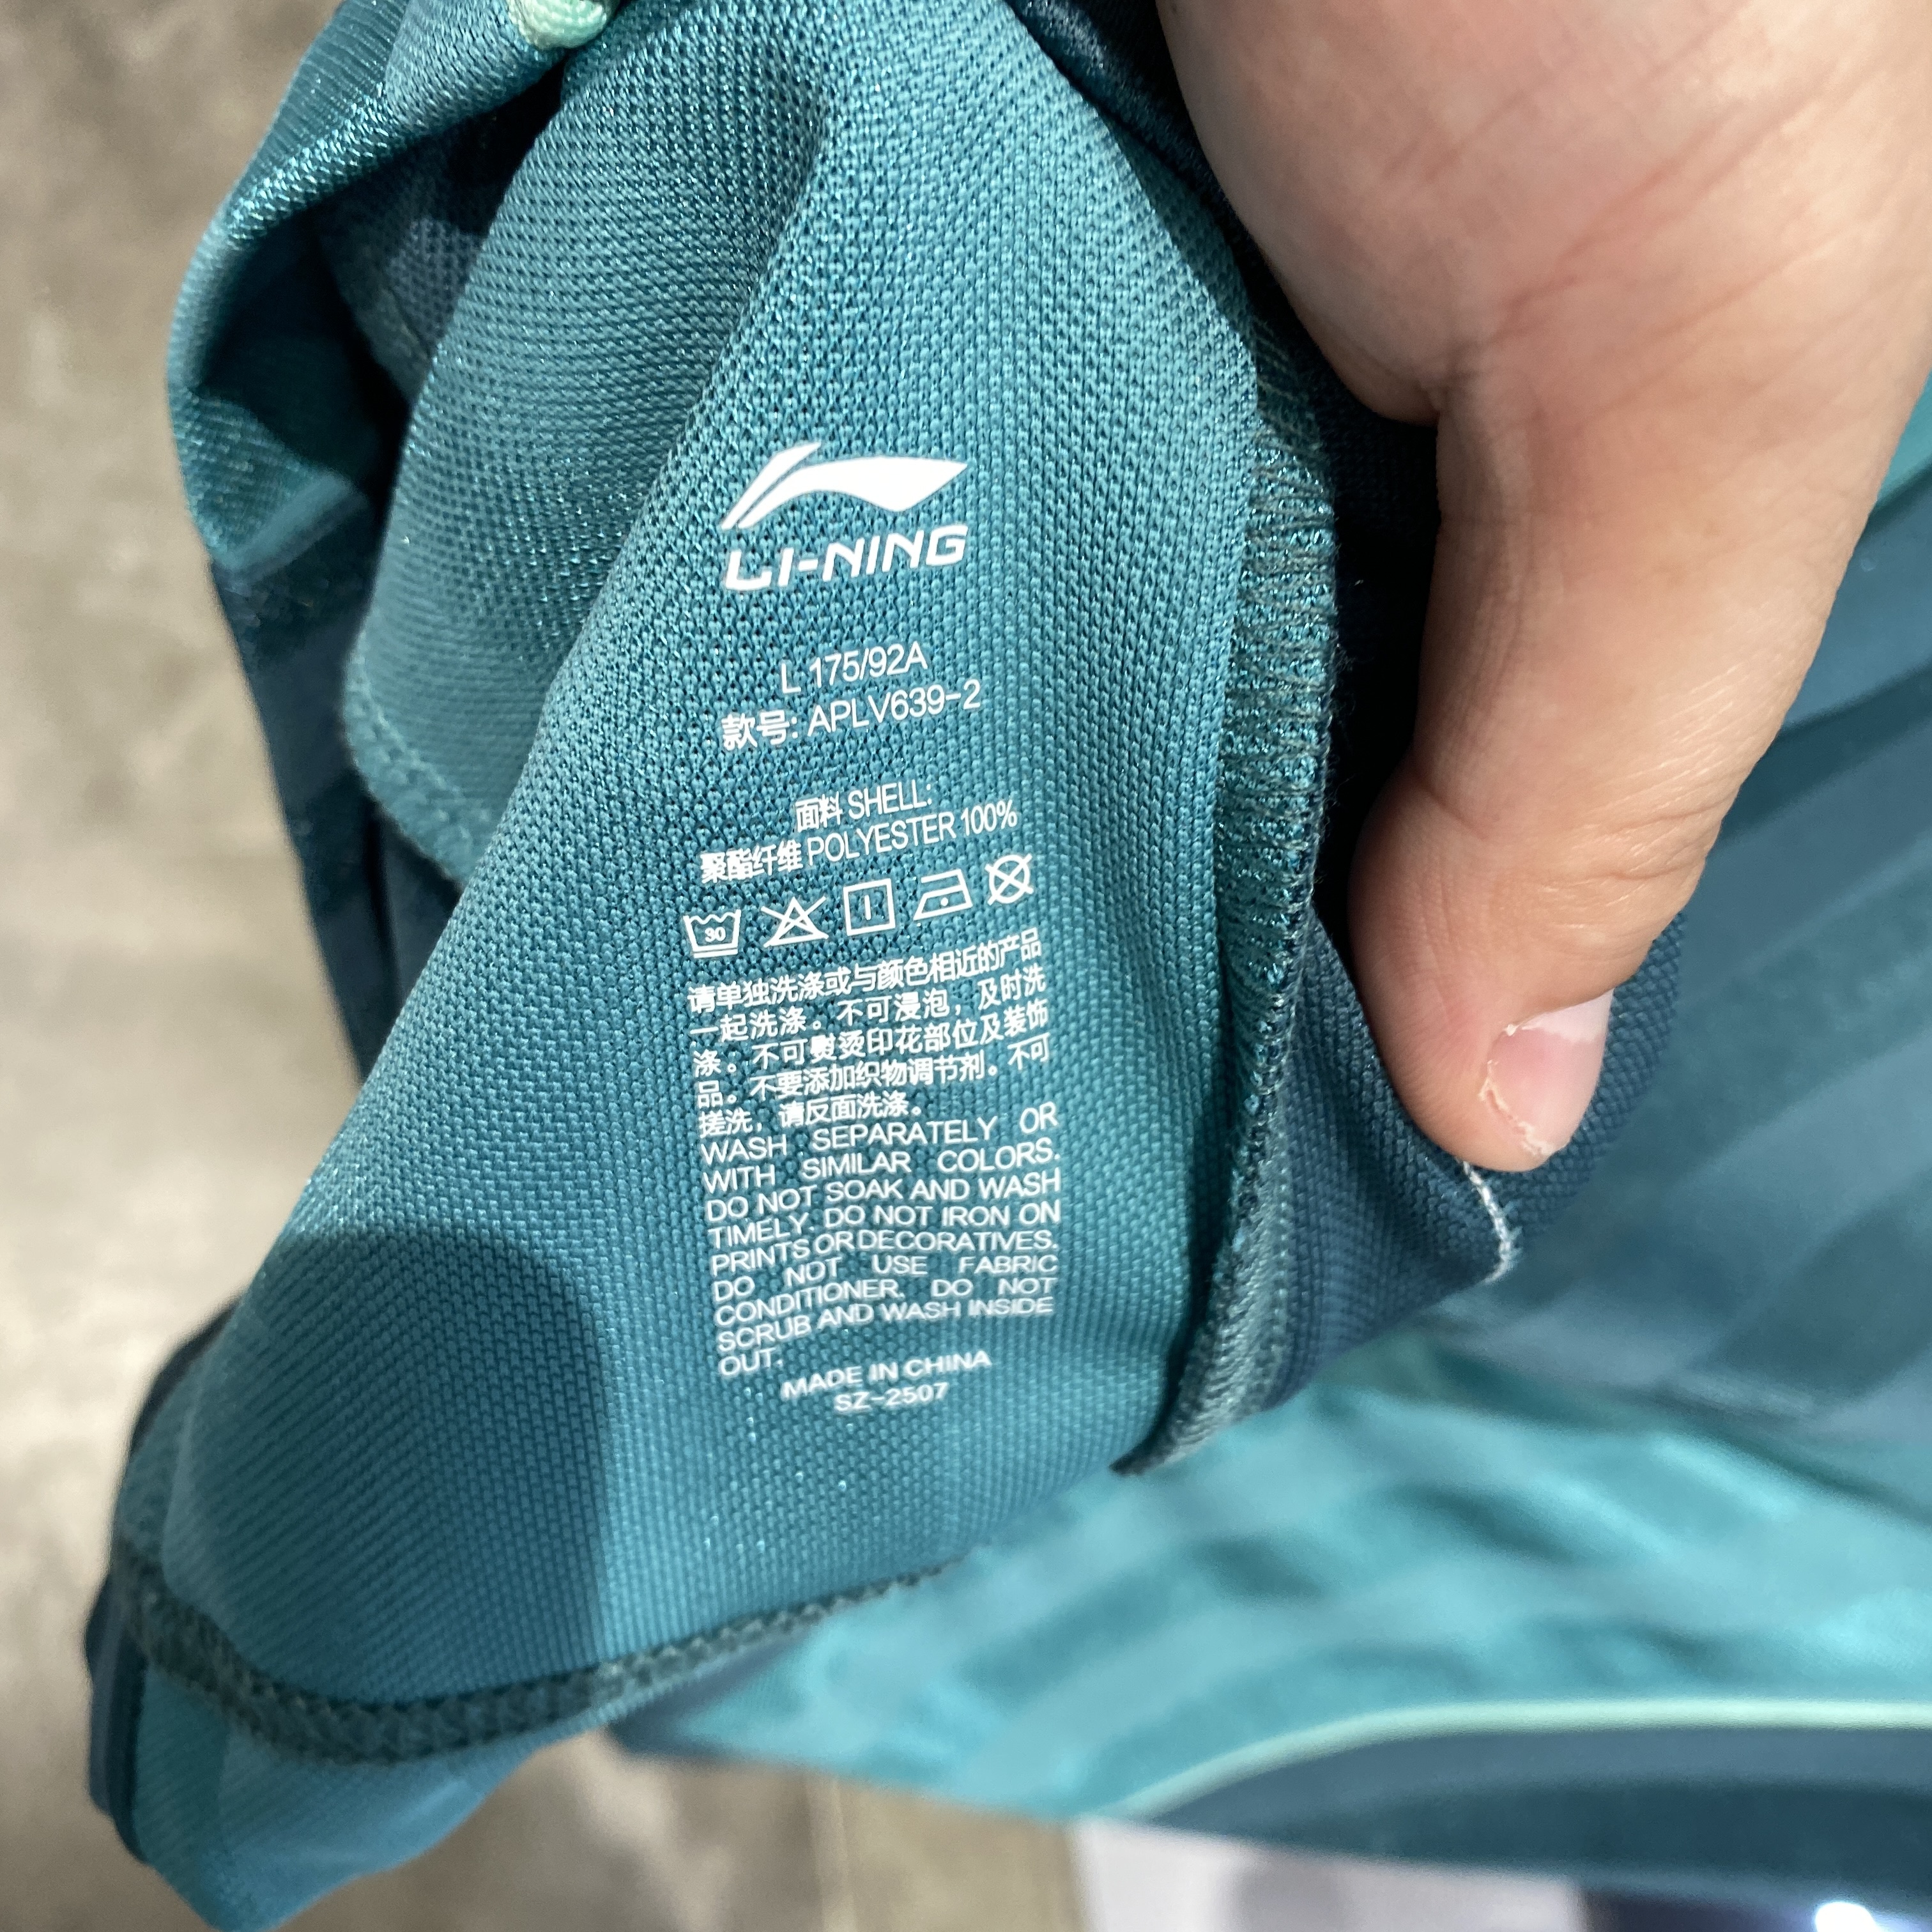 LI-NING
L 175/92A
款号: APLV639-2
面料 SHELL:
聚酯纤维 POLYESTER 100%
30
请单独洗涤或与颜色相近的产品
一起洗涤。不可浸泡，及时洗
涤。不可熨烫印花部位及装饰
品。不要添加织物调节剂。不可
搓洗，请反面洗涤。
WASH SEPARATELY OR
WITH SIMILAR COLORS.
DO NOT SOAK AND WASH
TIMELY. DO NOT IRON ON
PRINTS OR DECORATIVES.
DO NOT USE FABRIC
CONDITIONER. DO NOT
SCRUB AND WASH INSIDE
OUT.
MADE IN CHINA
SZ-2507